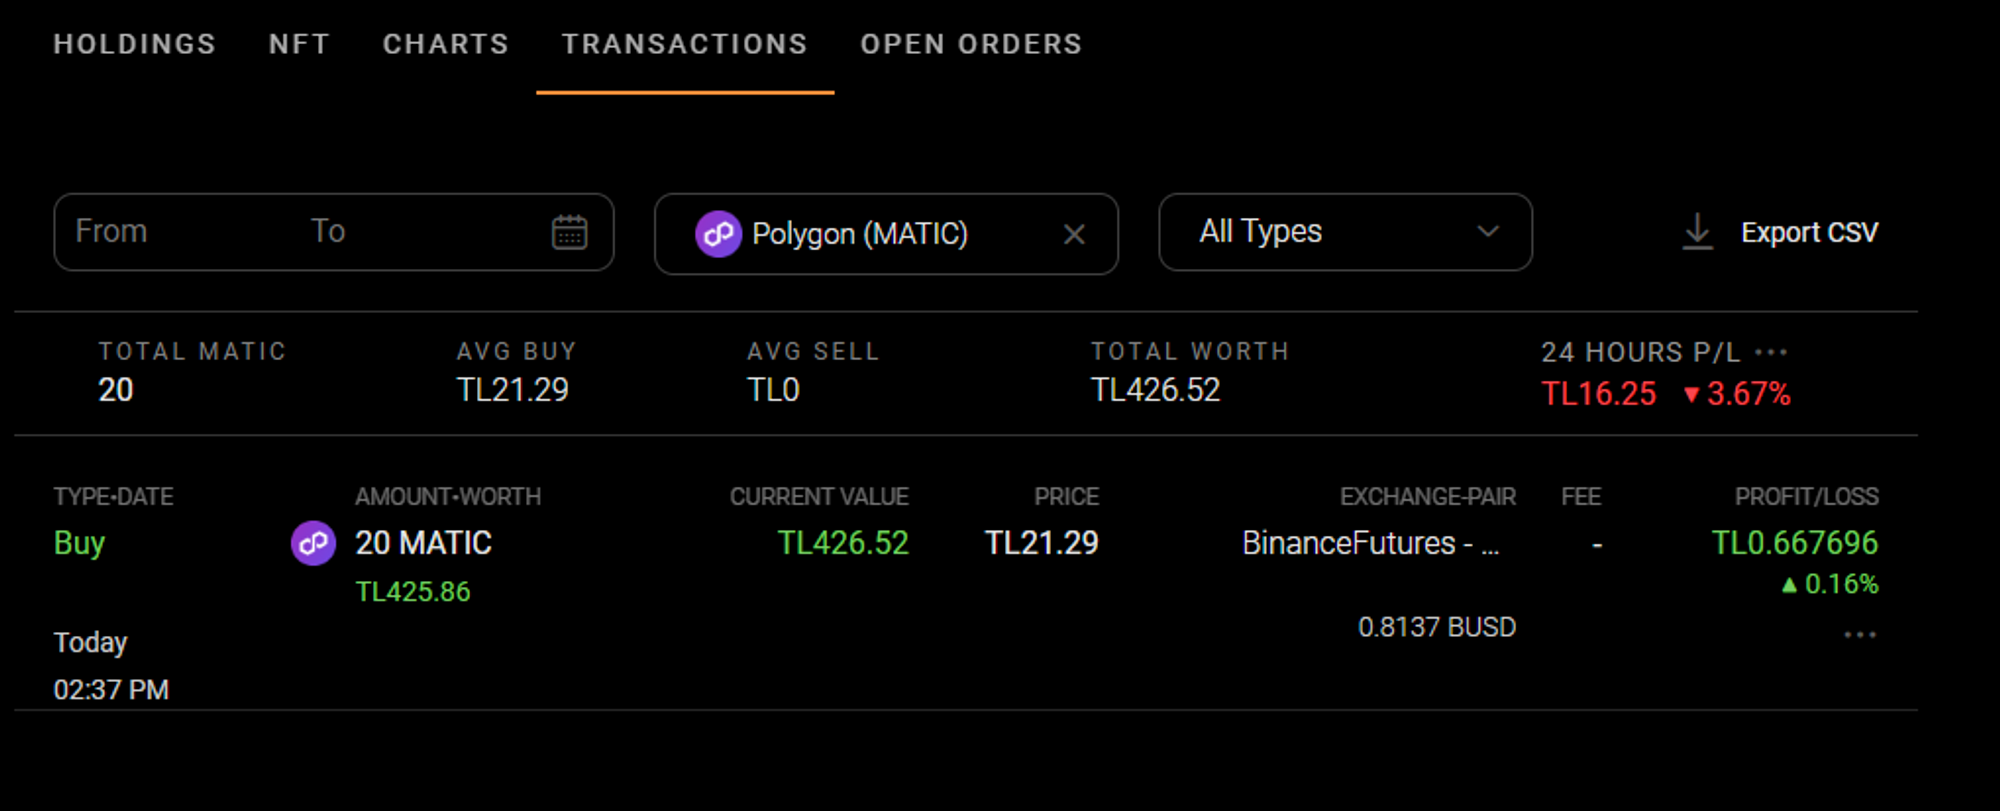 HOLDINGS NFT CHARTS TRANSACTIONS OPEN ORDERS
From To Polygon (MATIC) × All Types Export CSV
TOTAL MATIC AVG BUY AVG SELL TOTAL WORTH 24 HOURS P/L ...
20 TL21.29 TL0 TL426.52 TL16.25 ▼3.67%
TYPE•DATE AMOUNT•WORTH CURRENT VALUE PRICE EXCHANGE-PAIR FEE PROFIT/LOSS
Buy 20 MATIC TL426.52 TL21.29 BinanceFutures - ... - TL0.667696
TL425.86 ▲0.16%
Today 0.8137 BUSD ...
02:37 PM